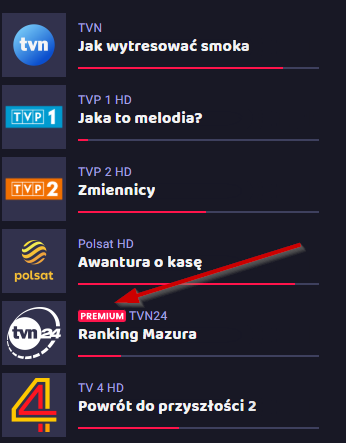 tvn
TVN
Jak wytresować smoka
TVP 1
TVP 1 HD
Jaka to melodia?
TVP 2
TVP 2 HD
Zmiennicy
polsat
Polsat HD
Awantura o kasę
tvn24
PREMIUM TVN24
Ranking Mazura
4
TV 4 HD
Powrót do przyszłości 2